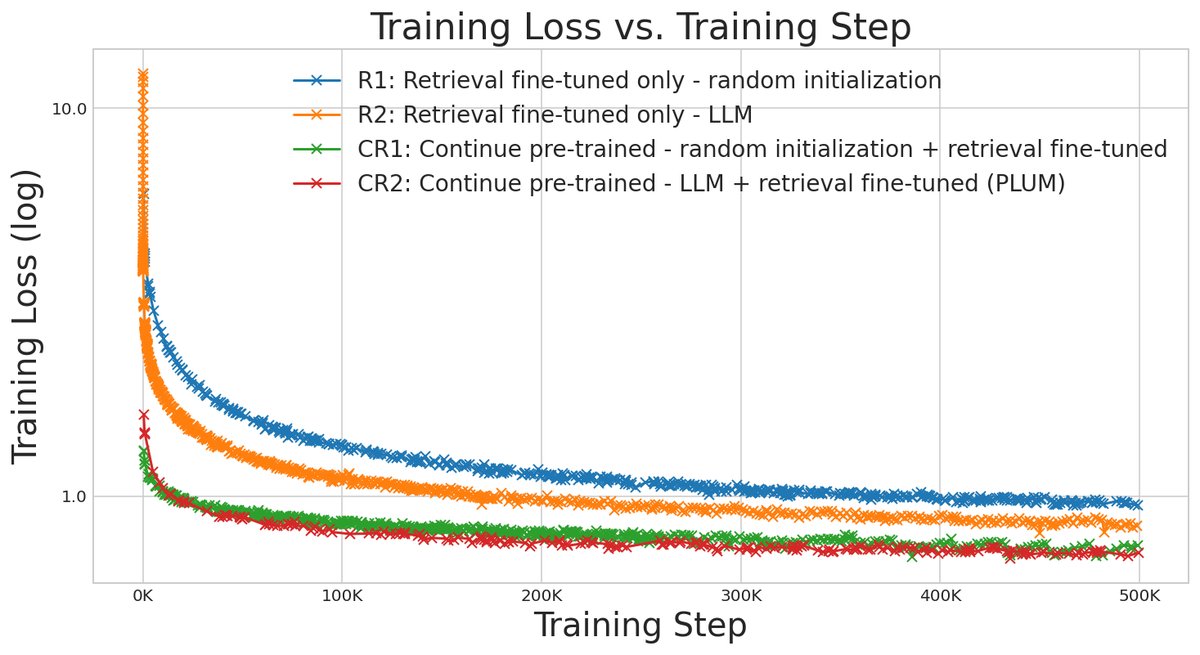 Training Loss vs. Training Step
R1: Retrieval fine-tuned only - random initialization
R2: Retrieval fine-tuned only - LLM
CR1: Continue pre-trained - random initialization + retrieval fine-tuned
CR2: Continue pre-trained - LLM + retrieval fine-tuned (PLUM)
Training Loss (log)
10.0
1.0
0K 100K 200K 300K 400K 500K
Training Step